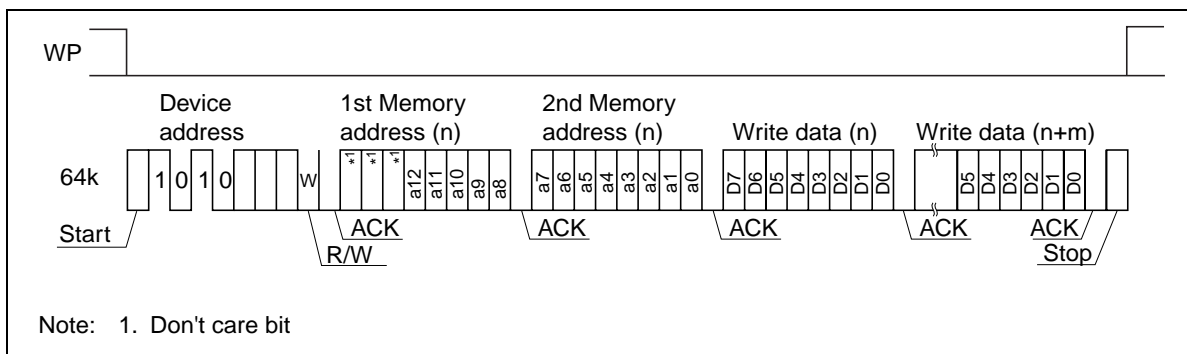 WP
Device address
1st Memory address (n)
2nd Memory address (n)
Write data (n)
Write data (n+m)
64k
1 0 1 0
W
*1 *1 *1 a12 a11 a10 a9 a8
a7 a6 a5 a4 a3 a2 a1 a0
D7 D6 D5 D4 D3 D2 D1 D0
D5 D4 D3 D2 D1 D0
Start
R/W
ACK
ACK
ACK
ACK
ACK
Stop
Note: 1. Don't care bit